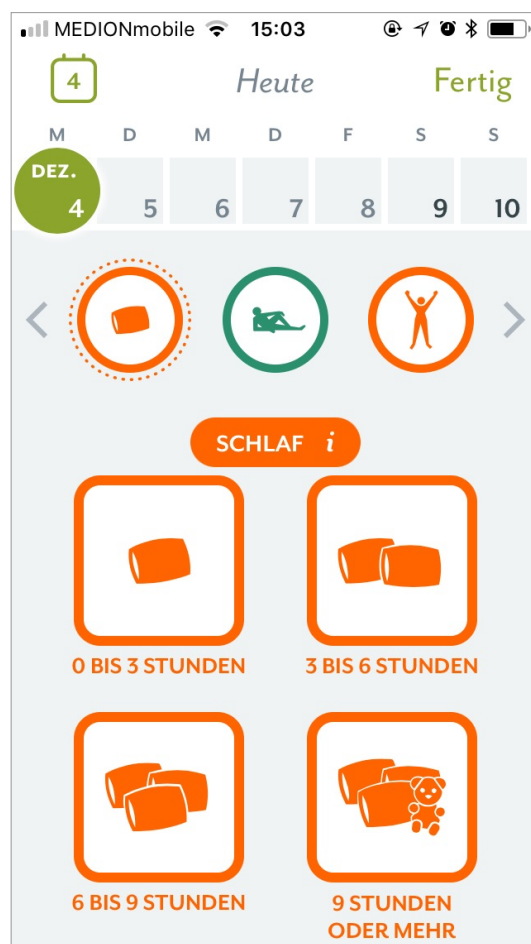 MEDIONmobile 15:03
4 Heute Fertig
M D M D F S S
DEZ.
4 5 6 7 8 9 10
SCHLAF i
0 BIS 3 STUNDEN 3 BIS 6 STUNDEN
6 BIS 9 STUNDEN 9 STUNDEN
ODER MEHR